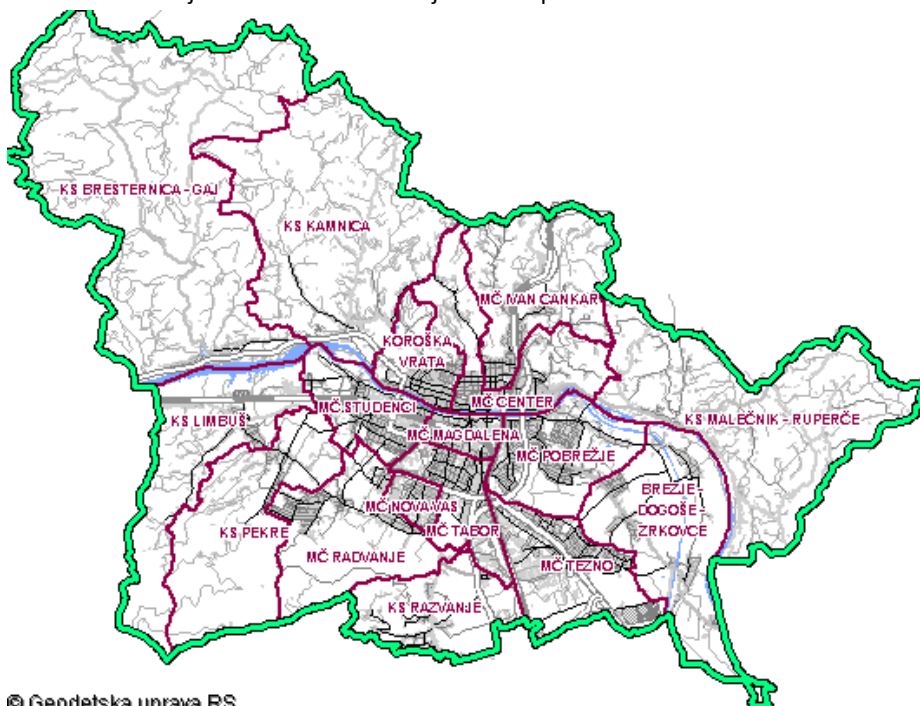 KS BRESTERNICA - GAJ
KS KAMNICA
MČ IVAN CANKAR
KOROŠKA
VRATA
MČ CENTER
MČ STUDENCI
KS LIMBUŠ
KS MALEČNIK - RUPERČE
MČ MAGDALENA
MČ POBREŽJE
BREZJE
DOGOŠE-
ZRKOVCE
MČ NOVA VAS
KS PEKRE
MČ TABOR
MČ RADVANJE
MČ TEZNO
KS RAZVANJE
© Geodetska uprava RS